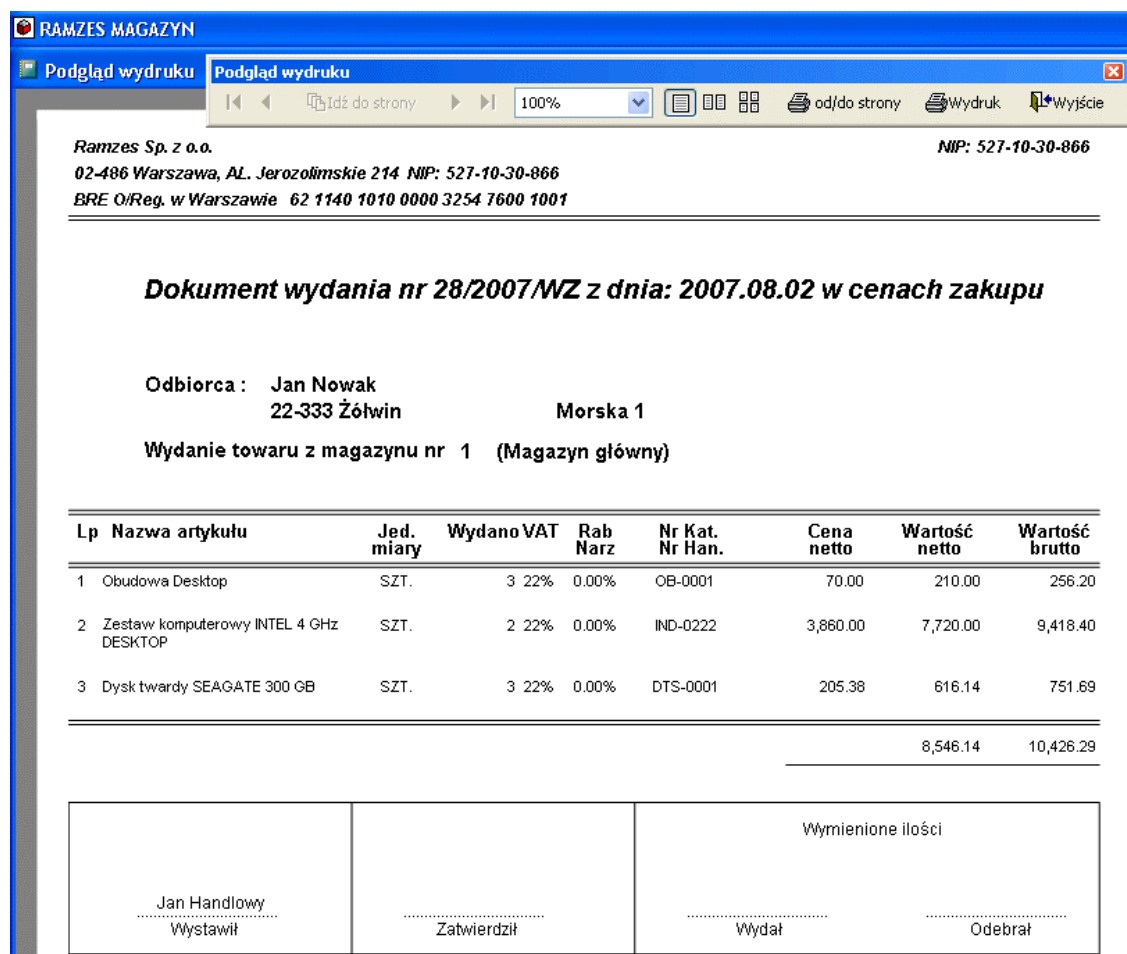 RAMZES MAGAZYN
Podgląd wydruku
Podgląd wydruku
Idź do strony 100% od/do strony Wydruk Wyjście
Ramzes Sp. z o.o. NIP: 527-10-30-866
02-486 Warszawa, AL. Jerozolimskie 214 NIP: 527-10-30-866
BRE O/Reg. w Warszawie 62 1140 1010 0000 3254 7600 1001
Dokument wydania nr 28/2007/WZ z dnia: 2007.08.02 w cenach zakupu
Odbiorca : Jan Nowak
22-333 Żółwin Morska 1
Wydanie towaru z magazynu nr 1 (Magazyn główny)
Lp Nazwa artykułu Jed. Wydano VAT Rab Nr Kat. Cena Wartość Wartość
miary Narz Nr Han. netto netto brutto
1 Obudowa Desktop SZT. 3 22% 0.00% OB-0001 70.00 210.00 256.20
2 Zestaw komputerowy INTEL 4 GHz SZT. 2 22% 0.00% IND-0222 3,860.00 7,720.00 9,418.40
DESKTOP
3 Dysk twardy SEAGATE 300 GB SZT. 3 22% 0.00% DTS-0001 205.38 616.14 751.69
8,546.14 10,426.29
Wymienione ilości
Jan Handlowy
Wystawił Zatwierdził Wydał Odebrał